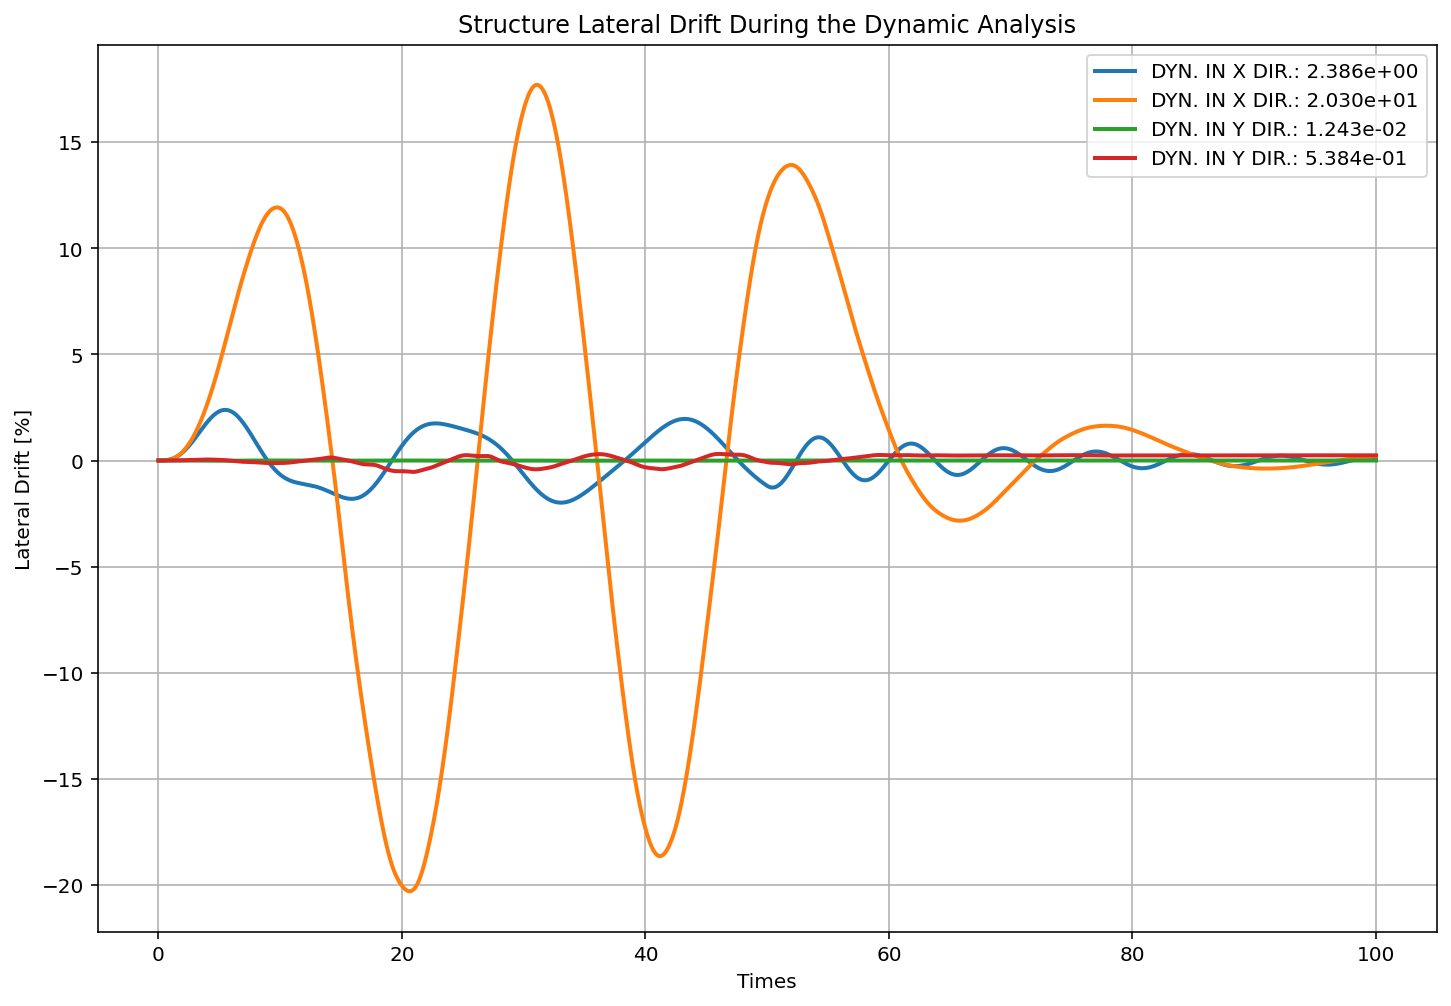 Structure Lateral Drift During the Dynamic Analysis
DYN. IN X DIR.: 2.386e+00
DYN. IN X DIR.: 2.030e+01
DYN. IN Y DIR.: 1.243e-02
DYN. IN Y DIR.: 5.384e-01
Lateral Drift [%]
15
10
5
0
−5
−10
−15
−20
0 20 40 60 80 100
Times